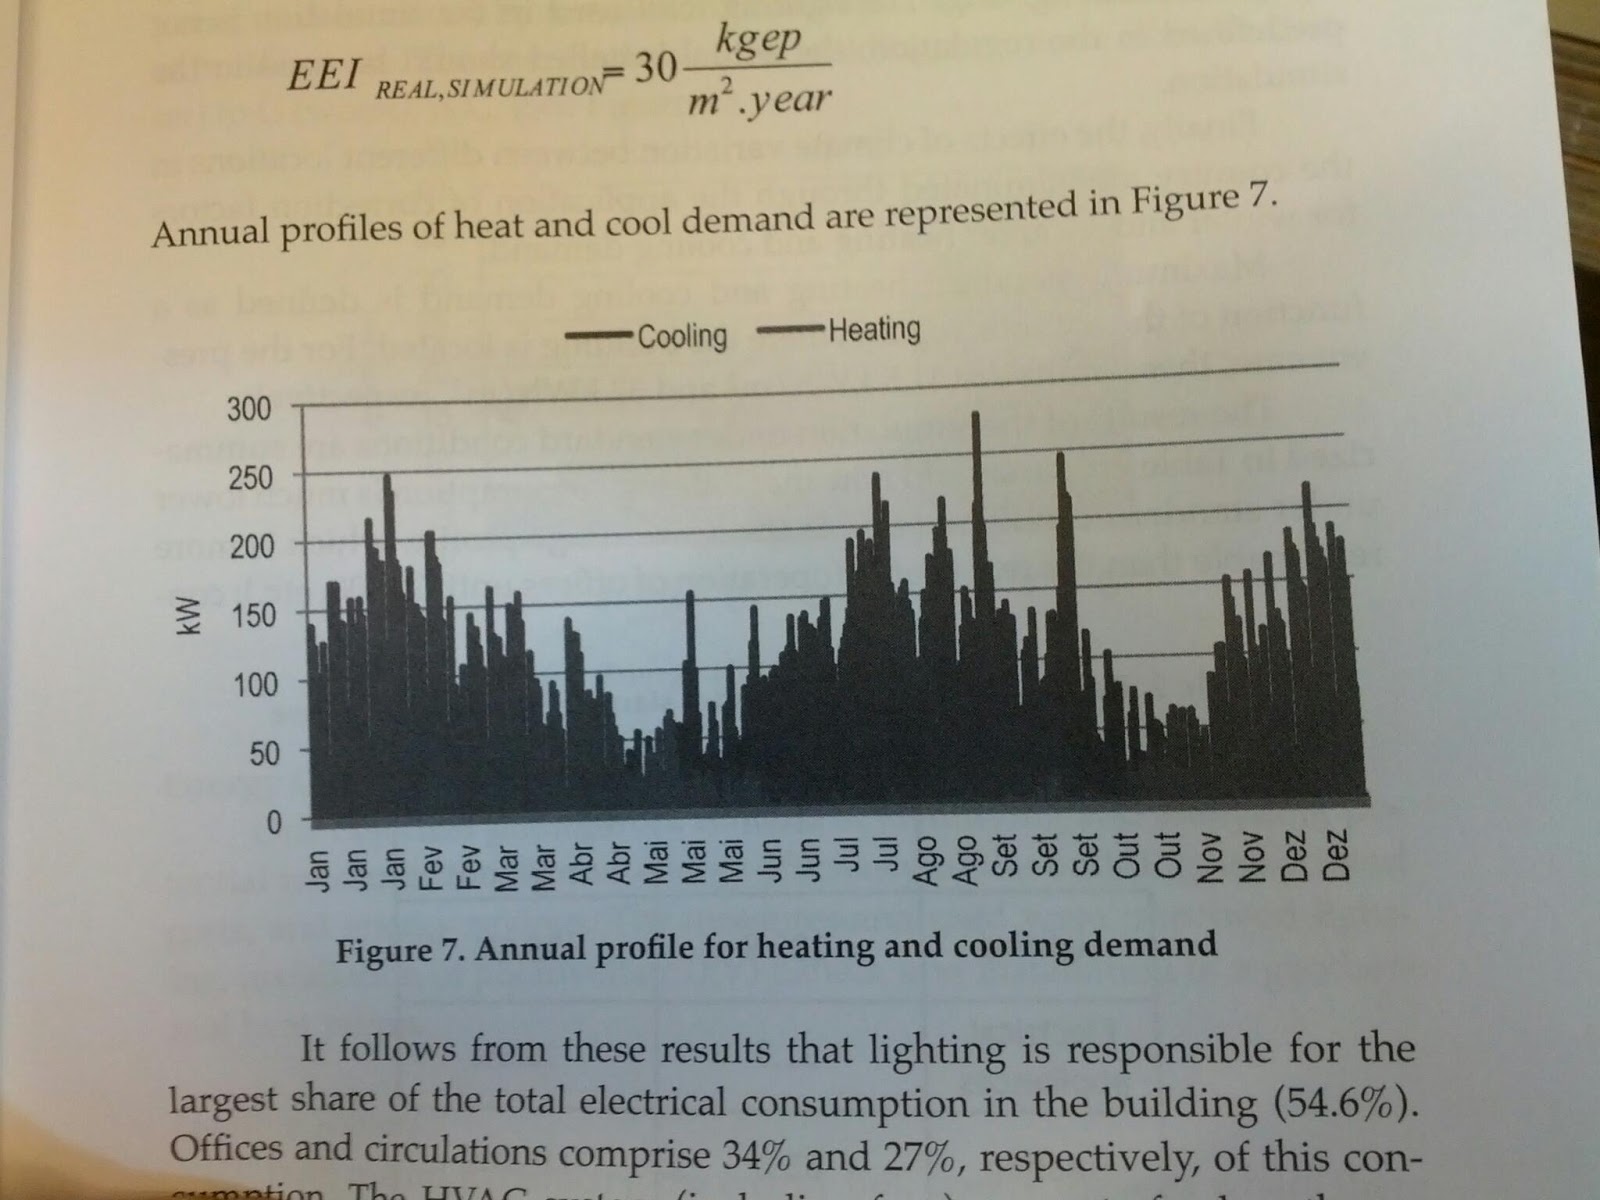 EEI REAL,SIMULATION = 30 kgep
m².year
Annual profiles of heat and cool demand are represented in Figure 7.
Cooling Heating
300
250
200
150
100
50
0
kW
Jan Jan Jan Fev Fev Mar Mar Abr Abr Mai Mai Mai Jun Jun Jul Jul Ago Ago Set Set Set Out Out Nov Nov Dez Dez
Figure 7. Annual profile for heating and cooling demand
It follows from these results that lighting is responsible for the
largest share of the total electrical consumption in the building (54.6%).
Offices and circulations comprise 34% and 27%, respectively, of this con-
sumption. The HVAC